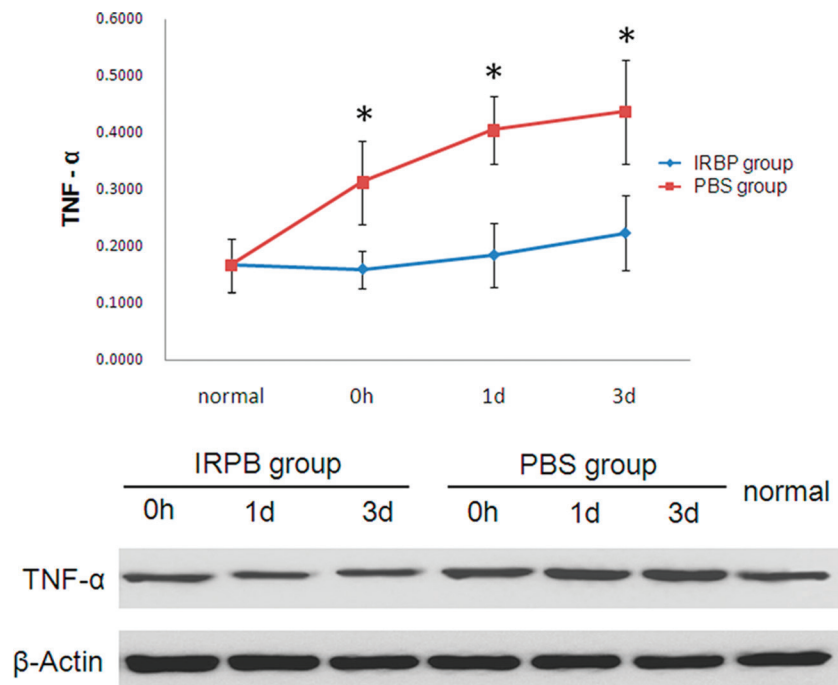 0.6000
0.5000
0.4000
0.3000
0.2000
0.1000
0.0000
TNF - α
* * *
IRBP group
PBS group
normal 0h 1d 3d
IRPB group PBS group normal
0h 1d 3d 0h 1d 3d
TNF-α
β-Actin